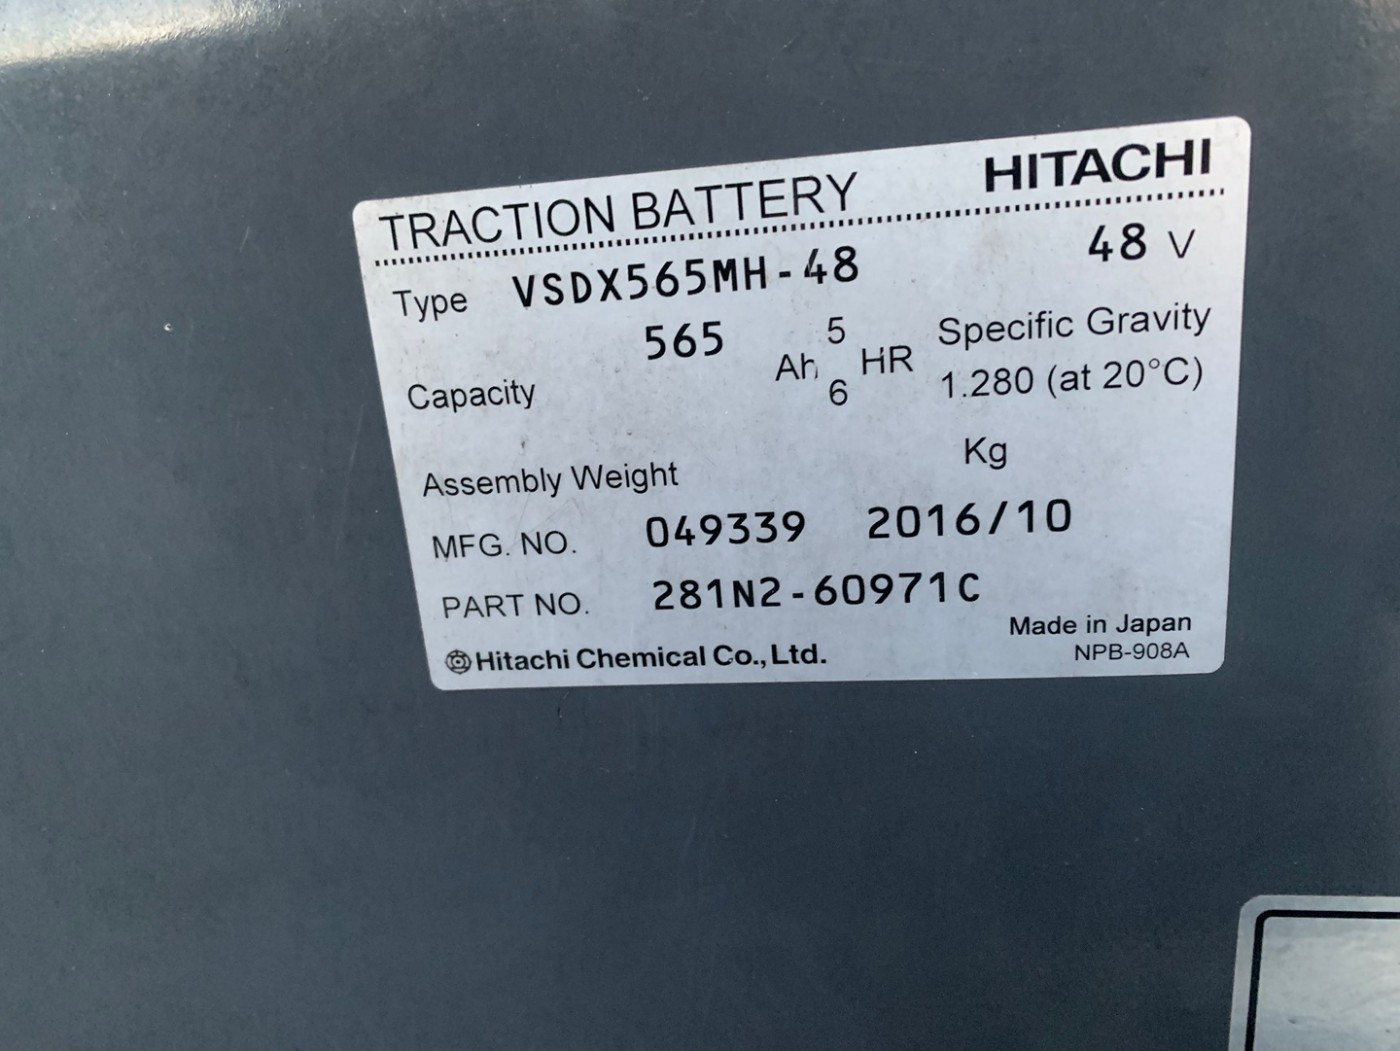 TRACTION BATTERY HITACHI
Type VSDX565MH-48 48 V
Capacity 565 Ah 5 6 HR Specific Gravity
1.280 (at 20°C)
Assembly Weight Kg
MFG. NO. 049339 2016/10
PART NO. 281N2-60971C
Made in Japan
Hitachi Chemical Co., Ltd. NPB-908A